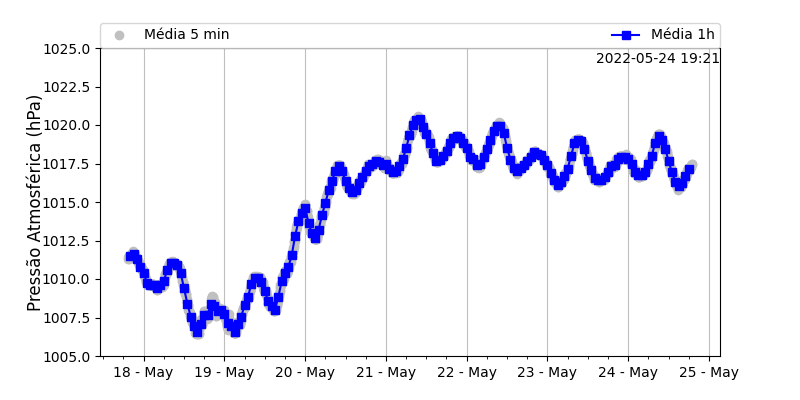 Média 5 min
Média 1h
2022-05-24 19:21
Pressão Atmosférica (hPa)
1025.0
1022.5
1020.0
1017.5
1015.0
1012.5
1010.0
1007.5
1005.0
18 - May
19 - May
20 - May
21 - May
22 - May
23 - May
24 - May
25 - May